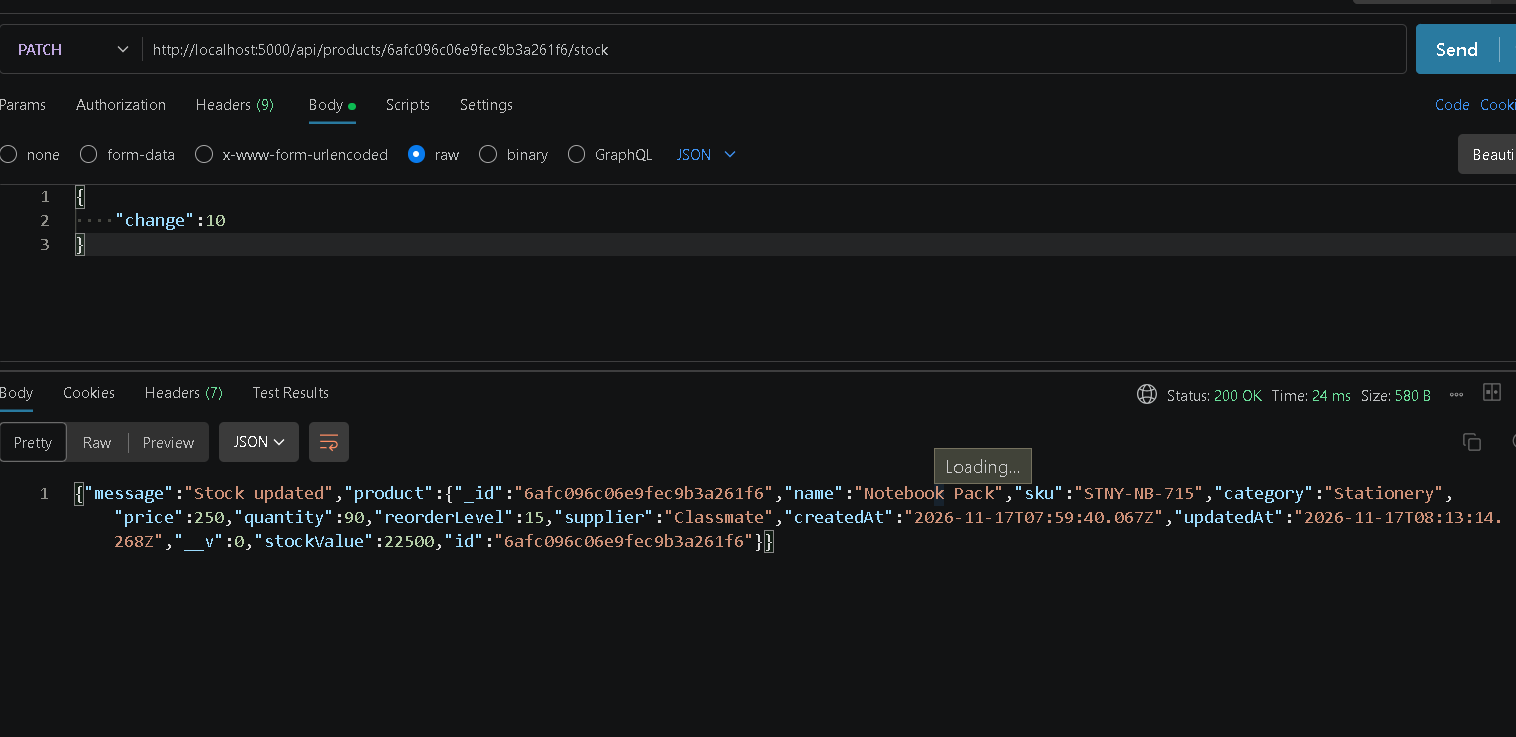 PATCH http://localhost:5000/api/products/6afc096c06e9fec9b3a261f6/stock Send
Params Authorization Headers (9) Body Scripts Settings Code Cooki
none form-data x-www-form-urlencoded raw binary GraphQL JSON Beauti
1 {
2 ····"change":10
3 }
Body Cookies Headers (7) Test Results Status: 200 OK Time: 24 ms Size: 580 B
Pretty Raw Preview JSON
Loading...
1 {"message":"Stock updated","product":{"_id":"6afc096c06e9fec9b3a261f6","name":"Notebook Pack","sku":"STNY-NB-715","category":"Stationery",
"price":250,"quantity":90,"reorderLevel":15,"supplier":"Classmate","createdAt":"2026-11-17T07:59:40.067Z","updatedAt":"2026-11-17T08:13:14.
268Z","__v":0,"stockValue":22500,"id":"6afc096c06e9fec9b3a261f6"}}